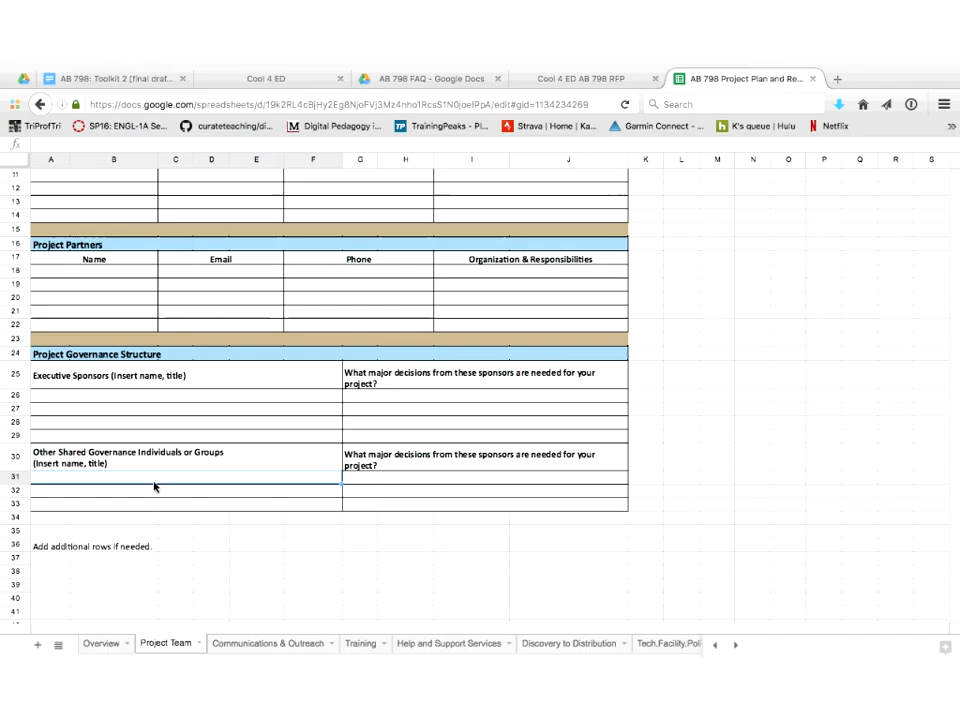 AB 798: Toolkit 2 [final draf... × Cool 4 ED × AB 798 FAQ - Google Docs × Cool 4 ED AB 798 RFP × AB 798 Project Plan and Re... × +
https://docs.google.com/spreadsheets/d/19k2RL4cBjHy2Eg8NjoFVj3Mz4nho1RcsS1N0joeIPpA/edit#gid=1134234269 Search
TriProfTri SP16: ENGL-1A Se... curateteaching/di... Digital Pedagogy i... TrainingPeaks - Pl... Strava | Home | Ka... Garmin Connect - ... K's queue | Hulu Netflix »
fx
A B C D E F G H I J K L M N O P Q R S
11
12
13
14
15
16 Project Partners
17 Name Email Phone Organization & Responsibilities
18
19
20
21
22
23
24 Project Governance Structure
25 Executive Sponsors (Insert name, title) What major decisions from these sponsors are needed for your
project?
26
27
28
29
30 Other Shared Governance Individuals or Groups What major decisions from these sponsors are needed for your
(Insert name, title) project?
31
32
33
34
35
36 Add additional rows if needed.
37
38
39
40
41
+ Overview Project Team Communications & Outreach Training Help and Support Services Discovery to Distribution Tech.Facility.Poli